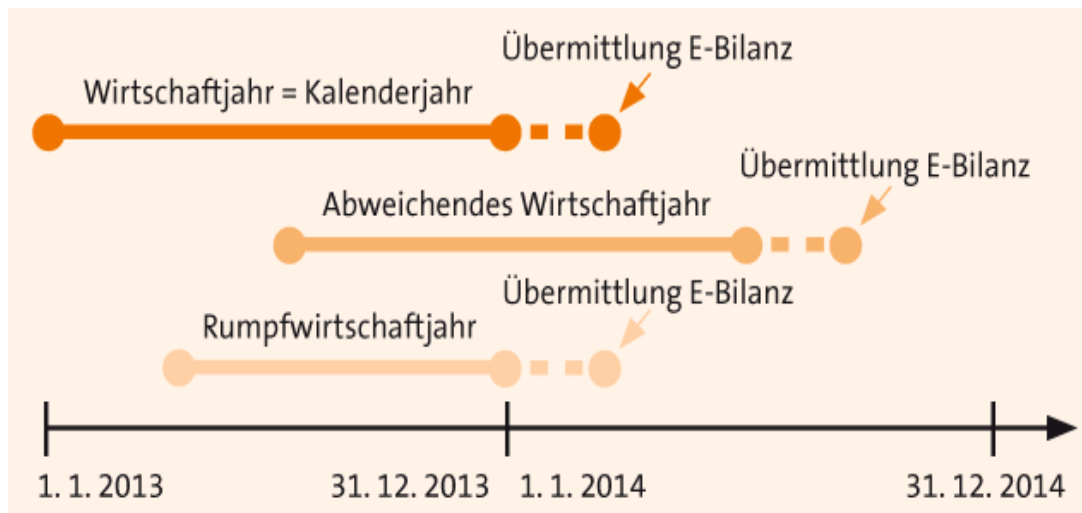 Übermittlung E-Bilanz
Wirtschaftjahr = Kalenderjahr
Übermittlung E-Bilanz
Abweichendes Wirtschaftjahr
Übermittlung E-Bilanz
Rumpfwirtschaftjahr
1. 1. 2013 31. 12. 2013 1. 1. 2014 31. 12. 2014